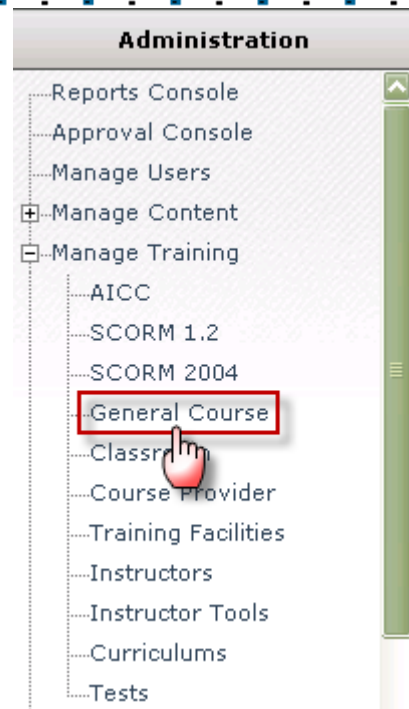 Administration
Reports Console
Approval Console
Manage Users
Manage Content
Manage Training
AICC
SCORM 1.2
SCORM 2004
General Course
Classroom
Course Provider
Training Facilities
Instructors
Instructor Tools
Curriculums
Tests